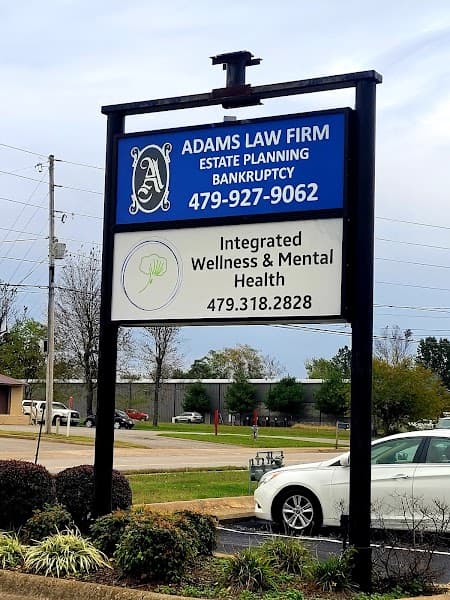 A
ADAMS LAW FIRM
ESTATE PLANNING
BANKRUPTCY
479-927-9062
Integrated
Wellness & Mental
Health
479.318.2828